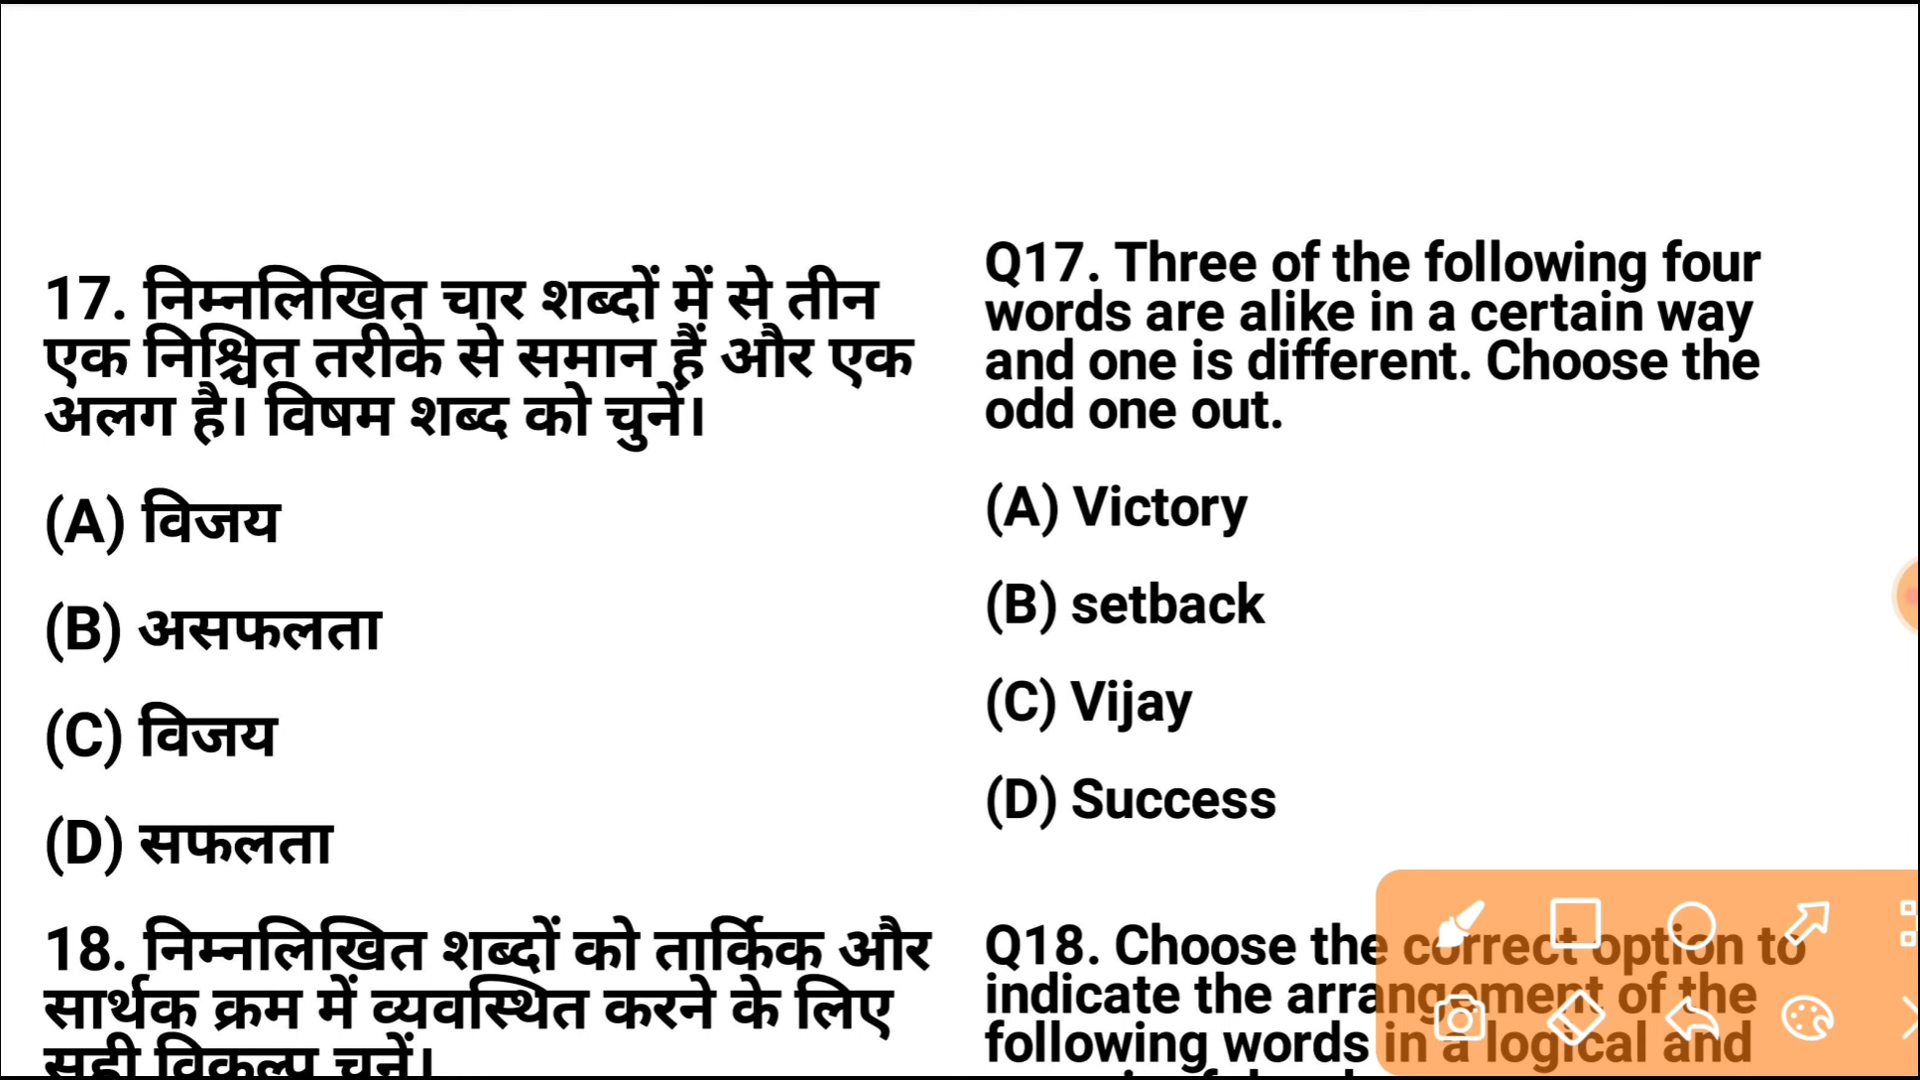 17. निम्नलिखित चार शब्दों में से तीन
एक निश्चित तरीके से समान हैं और एक
अलग है। विषम शब्द को चुनें।
(A) विजय
(B) असफलता
(C) विजय
(D) सफलता
18. निम्नलिखित शब्दों को तार्किक और
सार्थक क्रम में व्यवस्थित करने के लिए
सही विकल्प चुनें।
Q17. Three of the following four
words are alike in a certain way
and one is different. Choose the
odd one out.
(A) Victory
(B) setback
(C) Vijay
(D) Success
Q18. Choose the correct option to
indicate the arrangement of the
following words in a logical and